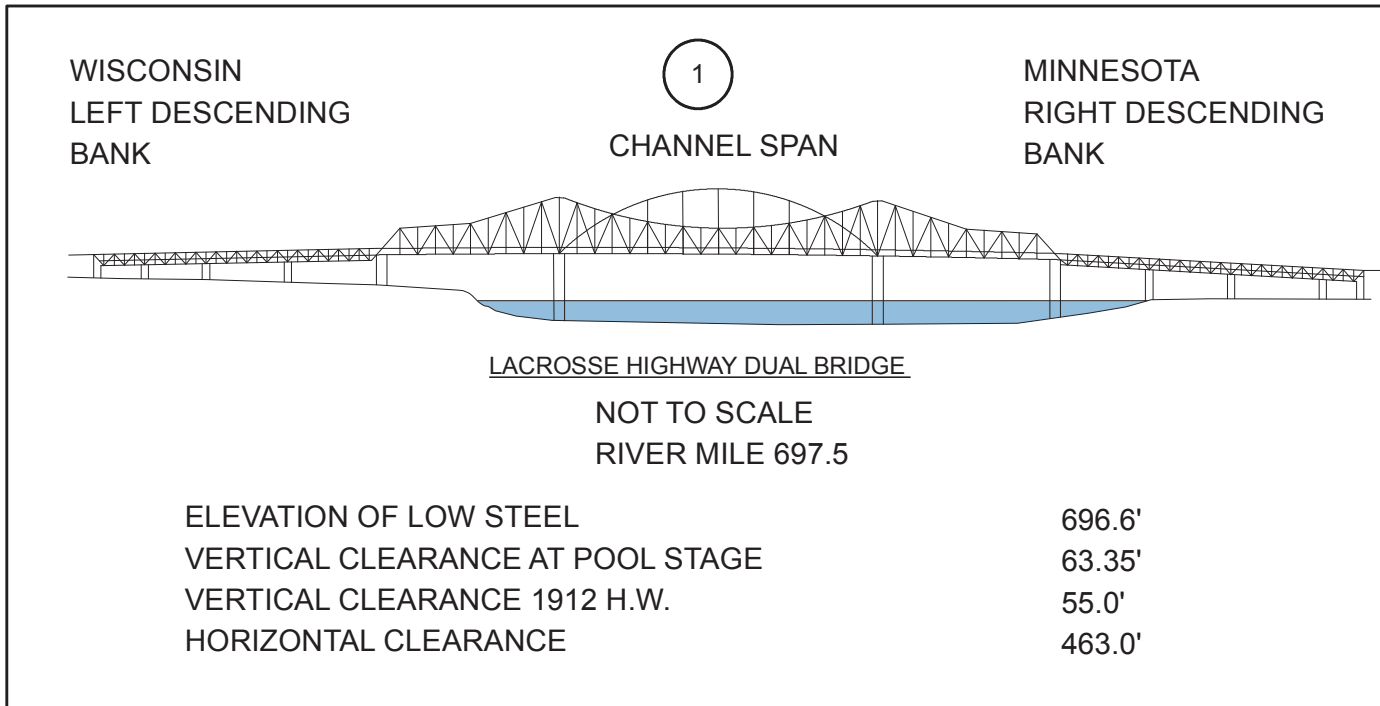 WISCONSIN
LEFT DESCENDING
BANK
1
CHANNEL SPAN
MINNESOTA
RIGHT DESCENDING
BANK
LACROSSE HIGHWAY DUAL BRIDGE
NOT TO SCALE
RIVER MILE 697.5
ELEVATION OF LOW STEEL 696.6'
VERTICAL CLEARANCE AT POOL STAGE 63.35'
VERTICAL CLEARANCE 1912 H.W. 55.0'
HORIZONTAL CLEARANCE 463.0'